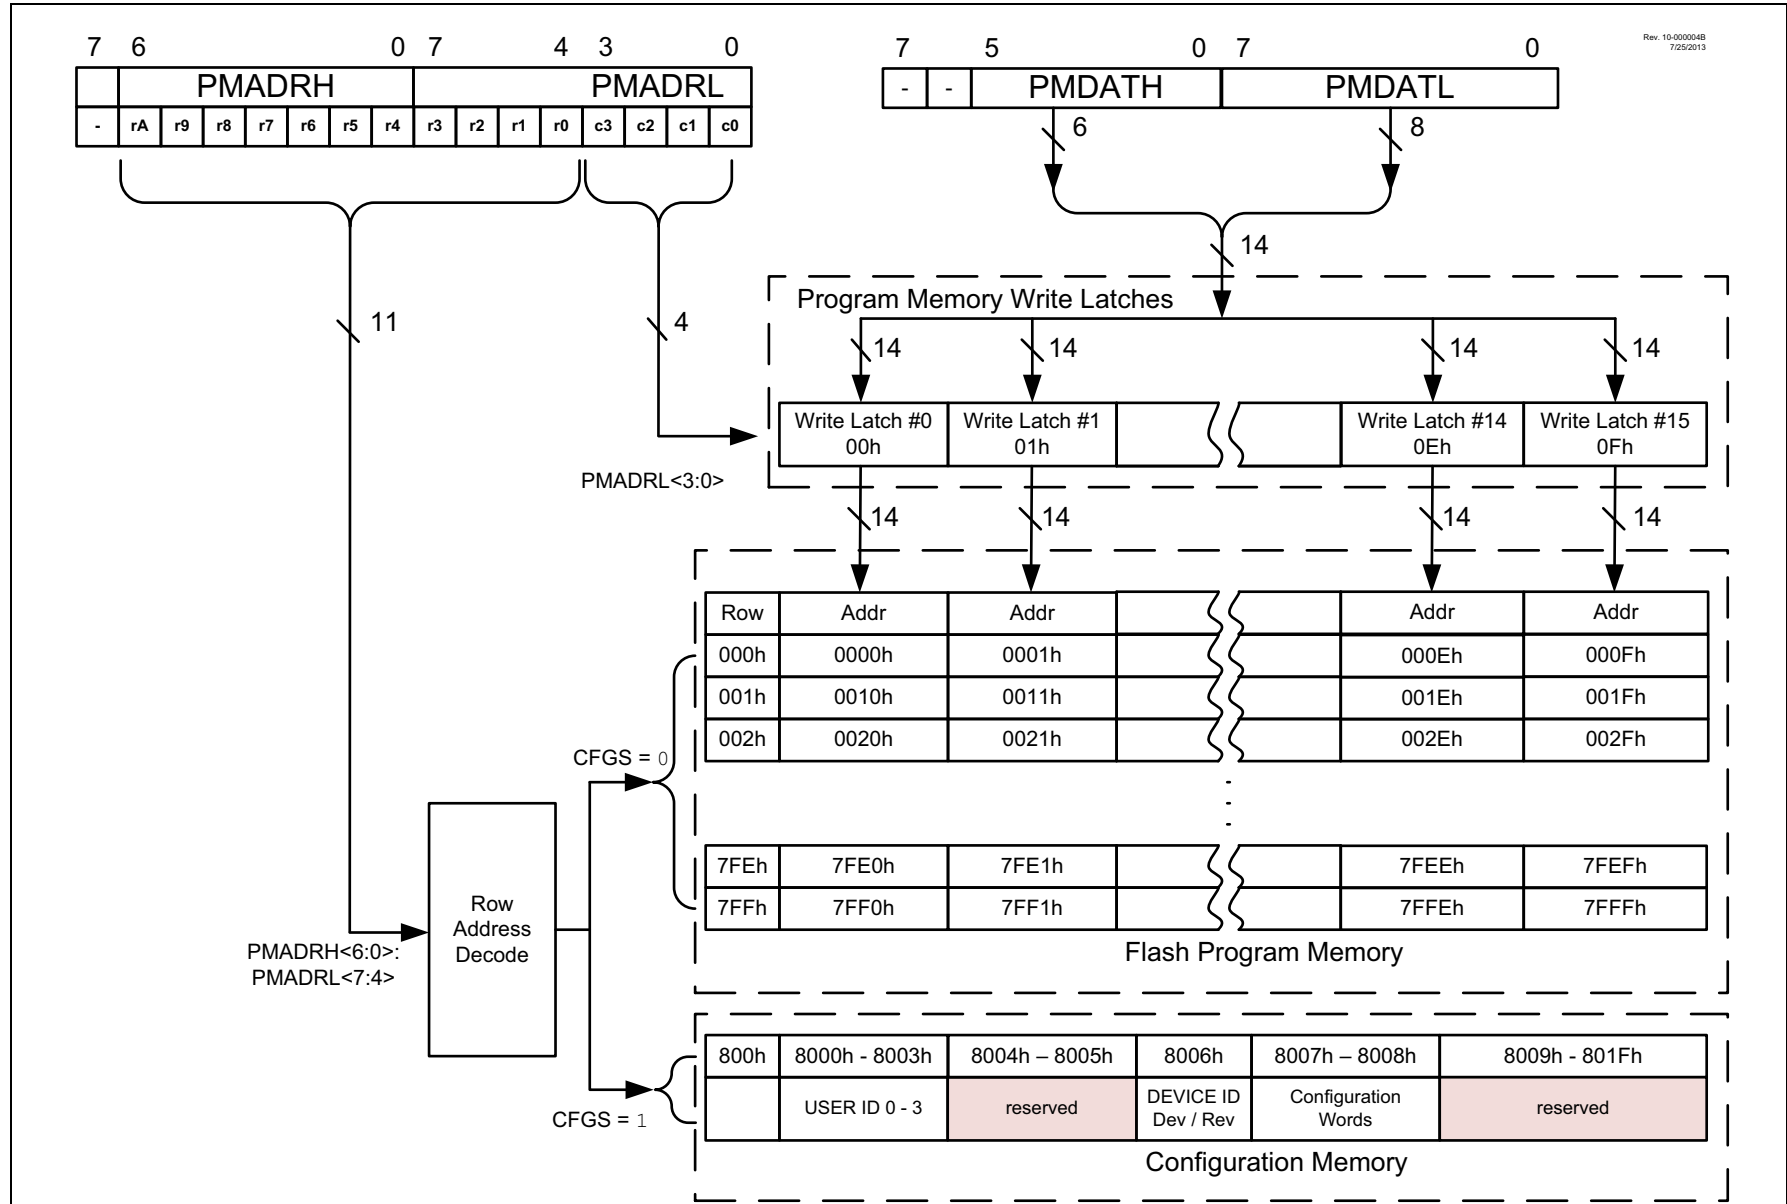 7 6 0 7 4 3 0
7 5 0 7 0
Rev. 10-000004B
7/25/2013
PMADRH PMADRL
- - PMDATH PMDATL
- rA r9 r8 r7 r6 r5 r4 r3 r2 r1 r0 c3 c2 c1 c0
6 8
14
11 4
Program Memory Write Latches
14 14 14 14
Write Latch #0 Write Latch #1 Write Latch #14 Write Latch #15
00h 01h 0Eh 0Fh
PMADRL<3:0>
14 14 14 14
Row Addr Addr Addr Addr
000h 0000h 0001h 000Eh 000Fh
001h 0010h 0011h 001Eh 001Fh
002h 0020h 0021h 002Eh 002Fh
CFGS = 0
7FEh 7FE0h 7FE1h 7FEEh 7FEFh
7FFh 7FF0h 7FF1h 7FFEh 7FFFh
Row
Address
Decode
PMADRH<6:0>:
PMADRL<7:4>
Flash Program Memory
800h 8000h - 8003h 8004h – 8005h 8006h 8007h – 8008h 8009h - 801Fh
USER ID 0 - 3 reserved DEVICE ID Configuration reserved
Dev / Rev Words
CFGS = 1
Configuration Memory